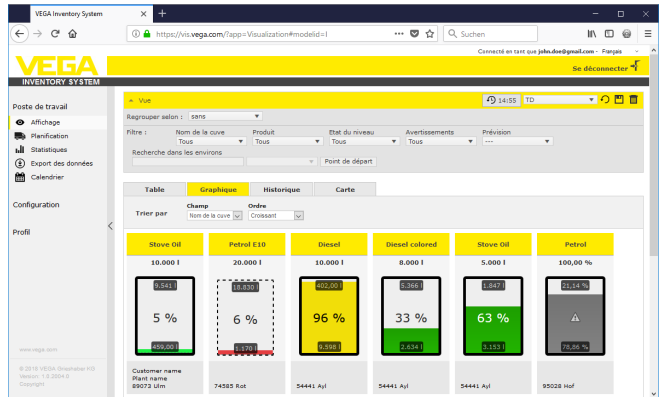 VEGA Inventory System
https://vis.vega.com/?app=Visualization#modelid=l
Suchen
Connecté en tant que john.doe@gmail.com - Français
Se déconnecter
VEGA
INVENTORY SYSTEM
Poste de travail
Affichage
Planification
Statistiques
Export des données
Calendrier
Configuration
Profil
www.vega.com
Version: 1.8.2004.0
Copyright
Vue
14:55
TD
Regrouper selon :
sans
Filtre :
Nom de la cuve
Produit
Etat du niveau
Avertissements
Prévision
Tous
Tous
Tous
Tous
---
Recherche dans les environs
Point de départ
Table
Graphique
Historique
Carte
Champ
Ordre
Trier par
Nom de la cuve
Croissant
Stove Oil
Petrol E10
Diesel
Diesel colored
Stove Oil
Petrol
10.000 l
20.000 l
10.000 l
8.000 l
5.000 l
100,00 %
9.541 l
18.830 l
402,00 l
5.366 l
1.847 l
21,14 %
5 %
6 %
96 %
33 %
63 %
459,00 l
1.170 l
9.598 l
2.634 l
3.153 l
78,86 %
Customer name
Plant name
89073 Ulm
74585 Rot
54441 Ayl
54441 Ayl
54441 Ayl
95028 Hof